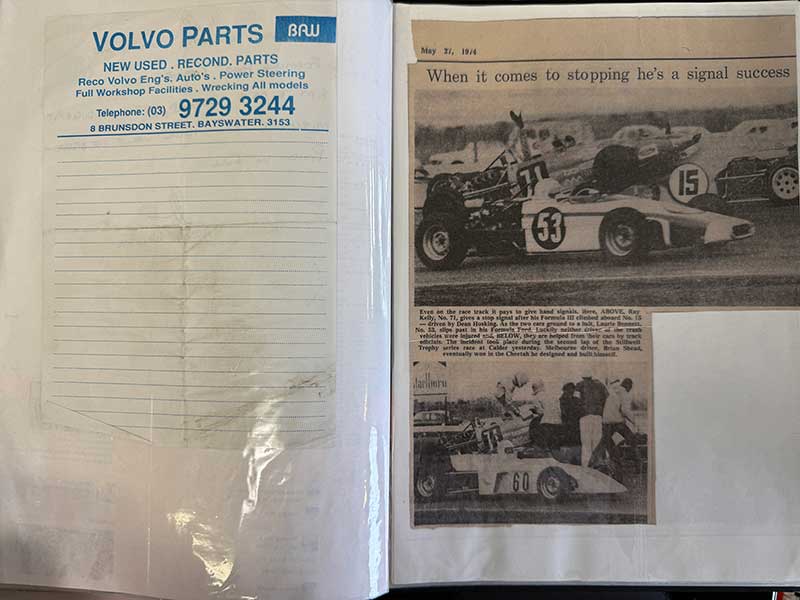 VOLVO PARTS
BAW
NEW USED . RECOND. PARTS
Reco Volvo Eng's. Auto's . Power Steering
Full Workshop Facilities . Wrecking All models
Telephone: (03) 9729 3244
8 BRUNSDON STREET. BAYSWATER. 3153
May 27, 1974
When it comes to stopping he's a signal success
71
53
15
Even on the race track it pays to give hand signals. Here, ABOVE, Ray
Kelly, No. 71, gives a stop signal after his Formula III climbed aboard No. 15
— driven by Dean Hosking. As the two cars ground to a halt, Laurie Bennett,
No. 53, slips past in his Formula Ford. Luckily neither driver of the crash
vehicles were injured and, BELOW, they are helped from their cars by track
officials. The incident took place during the second lap of the Stillwell
Trophy series race at Calder yesterday. Melbourne driver, Brian Shead,
eventually won in the Cheetah he designed and built himself.
Marlboro
71
60